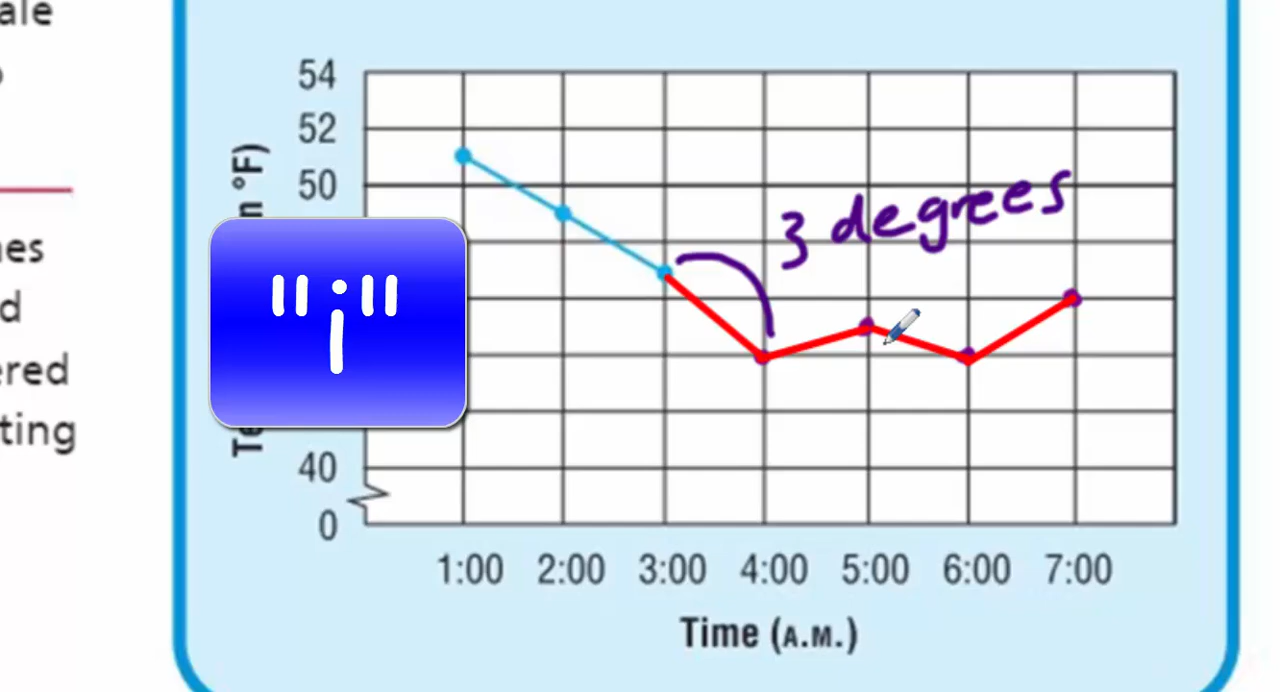 ale
54
52
50
n °F)
3 degrees
nes
d
ered
ting
Te
40
0
1:00 2:00 3:00 4:00 5:00 6:00 7:00
Time (A.M.)